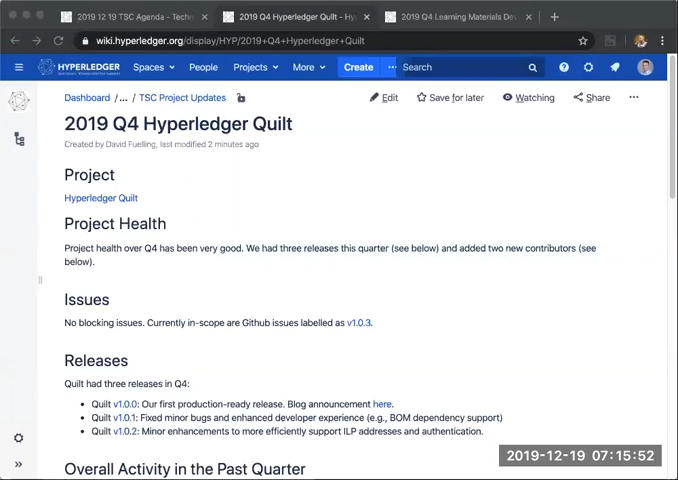 2019 12 19 TSC Agenda - Techn
2019 Q4 Hyperledger Quilt - Hy
2019 Q4 Learning Materials Dev
wiki.hyperledger.org/display/HYP/2019+Q4+Hyperledger+Quilt
HYPERLEDGER Spaces People Projects More Create ... Search
Dashboard /... / TSC Project Updates Edit Save for later Watching Share ...
2019 Q4 Hyperledger Quilt
Created by David Fuelling, last modified 2 minutes ago
Project
Hyperledger Quilt
Project Health
Project health over Q4 has been very good. We had three releases this quarter (see below) and added two new contributors (see
below).
Issues
No blocking issues. Currently in-scope are Github issues labelled as v1.0.3.
Releases
Quilt had three releases in Q4:
• Quilt v1.0.0: Our first production-ready release. Blog announcement here.
• Quilt v1.0.1: Fixed minor bugs and enhanced developer experience (e.g., BOM dependency support)
• Quilt v1.0.2: Minor enhancements to more efficiently support ILP addresses and authentication.
2019-12-19 07:15:52
Overall Activity in the Past Quarter